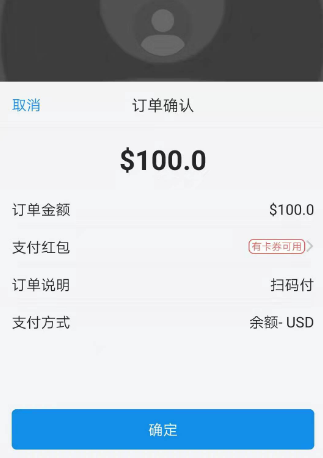 取消 订单确认
$100.0
订单金额 $100.0
支付红包 有卡券可用
订单说明 扫码付
支付方式 余额- USD
确定